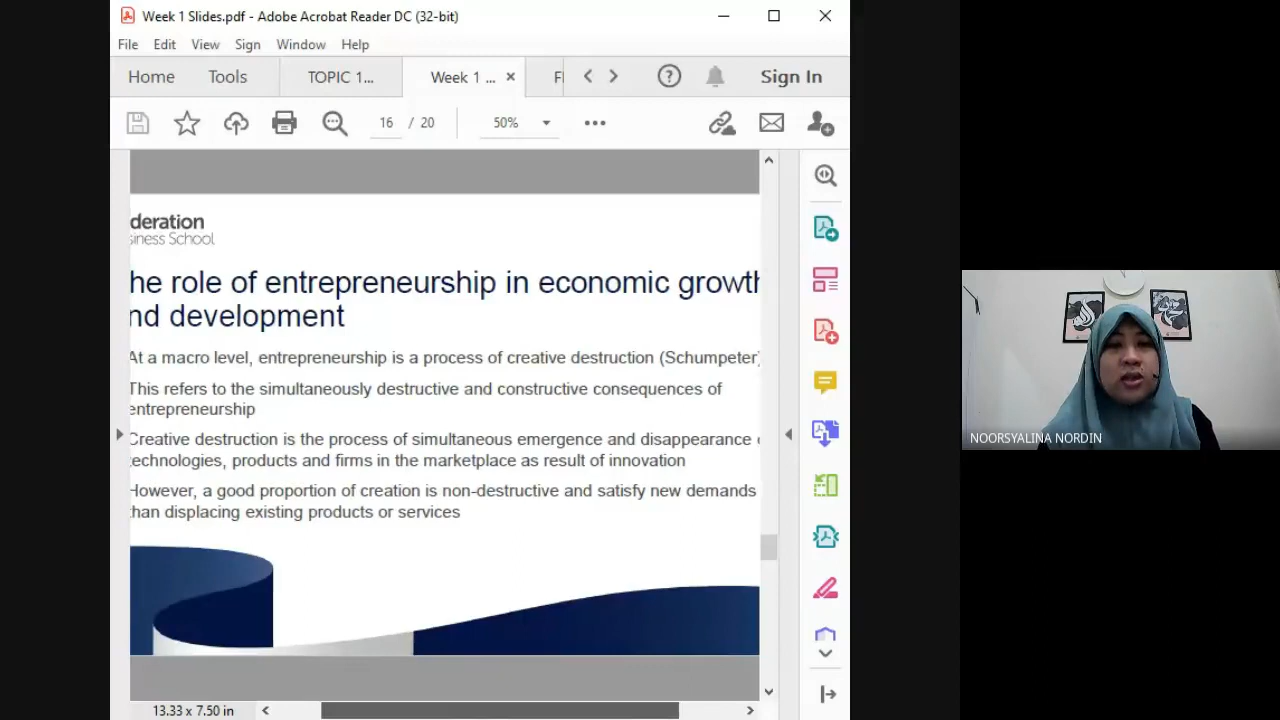 Week 1 Slides.pdf - Adobe Acrobat Reader DC (32-bit)
File Edit View Sign Window Help
Home Tools TOPIC 1... Week 1 ... Fl Sign In
16 / 20 50%
deration
siness School
he role of entrepreneurship in economic growth
nd development
At a macro level, entrepreneurship is a process of creative destruction (Schumpeter)
This refers to the simultaneously destructive and constructive consequences of
entrepreneurship
Creative destruction is the process of simultaneous emergence and disappearance
technologies, products and firms in the marketplace as result of innovation
However, a good proportion of creation is non-destructive and satisfy new demands
than displacing existing products or services
13.33 x 7.50 in
NOORSYALINA NORDIN